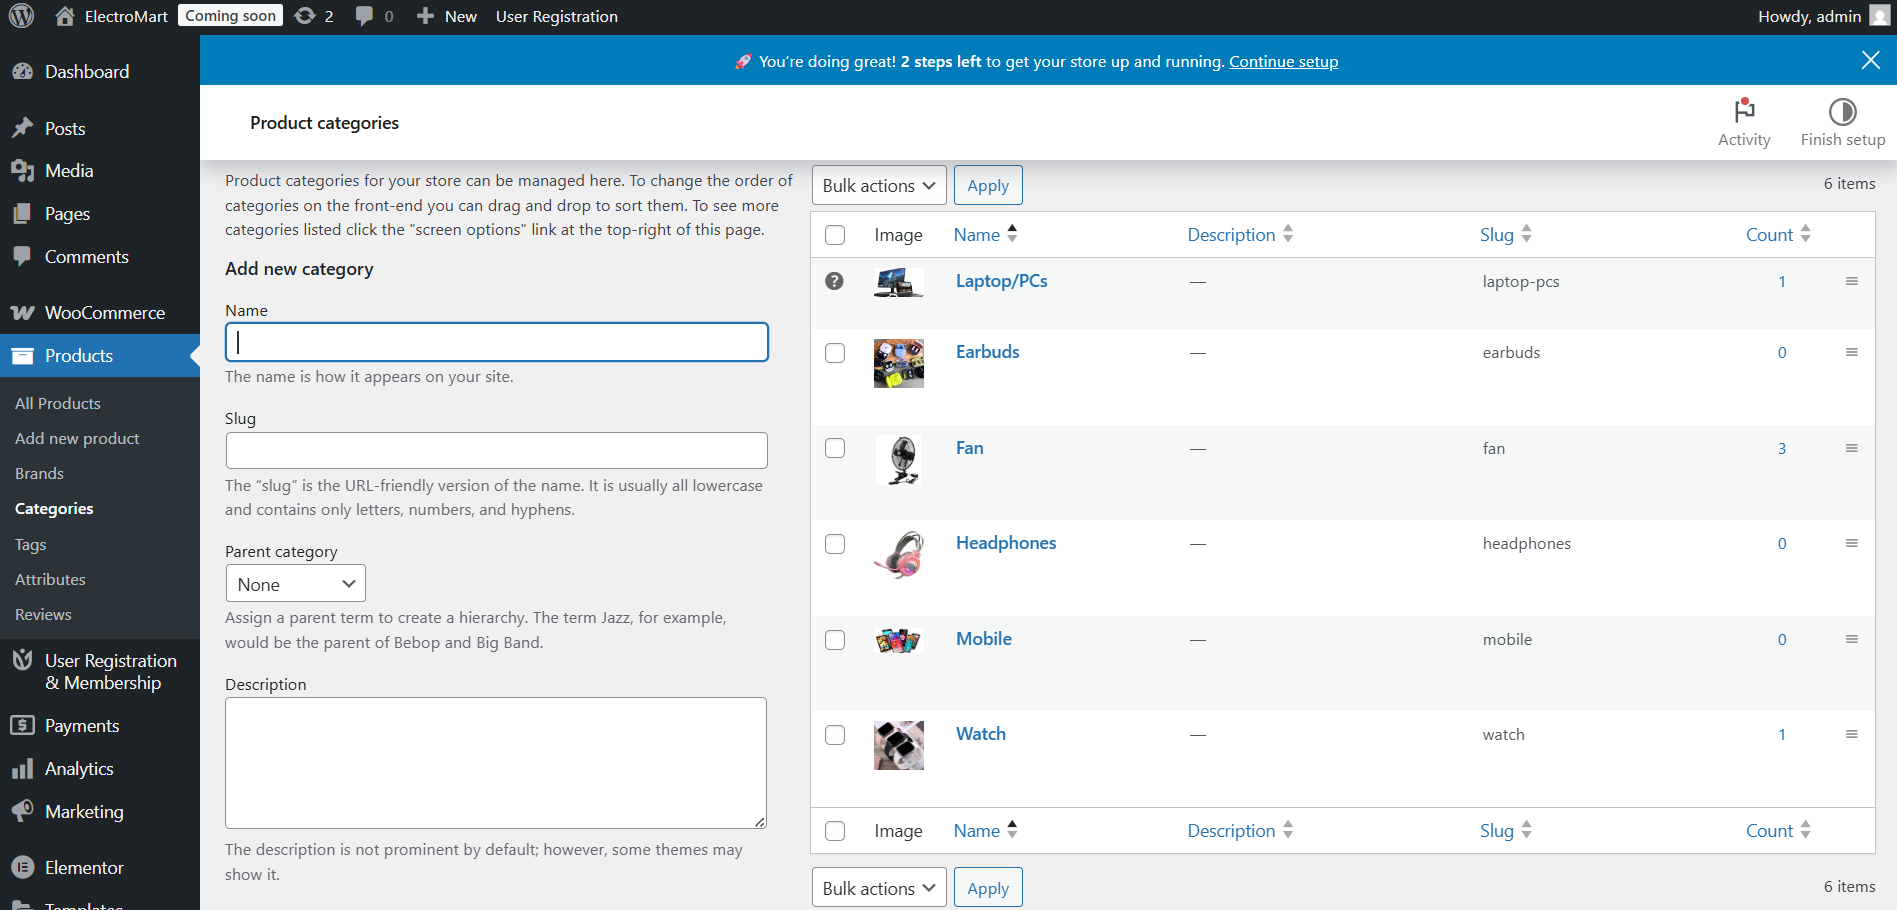 ElectroMart Coming soon 2 0 New User Registration Howdy, admin
🚀 You’re doing great! 2 steps left to get your store up and running. Continue setup
Product categories
Activity
Finish setup
Dashboard
Posts
Media
Pages
Comments
WooCommerce
Products
All Products
Add new product
Brands
Categories
Tags
Attributes
Reviews
User Registration
& Membership
Payments
Analytics
Marketing
Elementor
Templates
Product categories for your store can be managed here. To change the order of
categories on the front-end you can drag and drop to sort them. To see more
categories listed click the "screen options" link at the top-right of this page.
Add new category
Name
The name is how it appears on your site.
Slug
The “slug” is the URL-friendly version of the name. It is usually all lowercase
and contains only letters, numbers, and hyphens.
Parent category
None
Assign a parent term to create a hierarchy. The term Jazz, for example,
would be the parent of Bebop and Big Band.
Description
The description is not prominent by default; however, some themes may
show it.
Bulk actions Apply 6 items
Image Name Description Slug Count
Laptop/PCs — laptop-pcs 1
Earbuds — earbuds 0
Fan — fan 3
Headphones — headphones 0
Mobile — mobile 0
Watch — watch 1
Image Name Description Slug Count
Bulk actions Apply 6 items